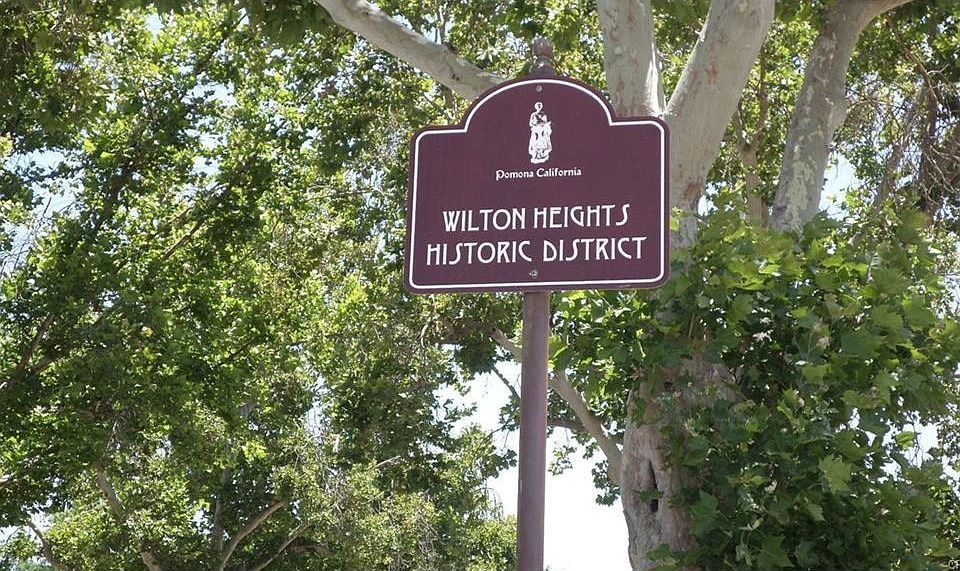 Pomona California
WILTON HEIGHTS
HISTORIC DISTRICT